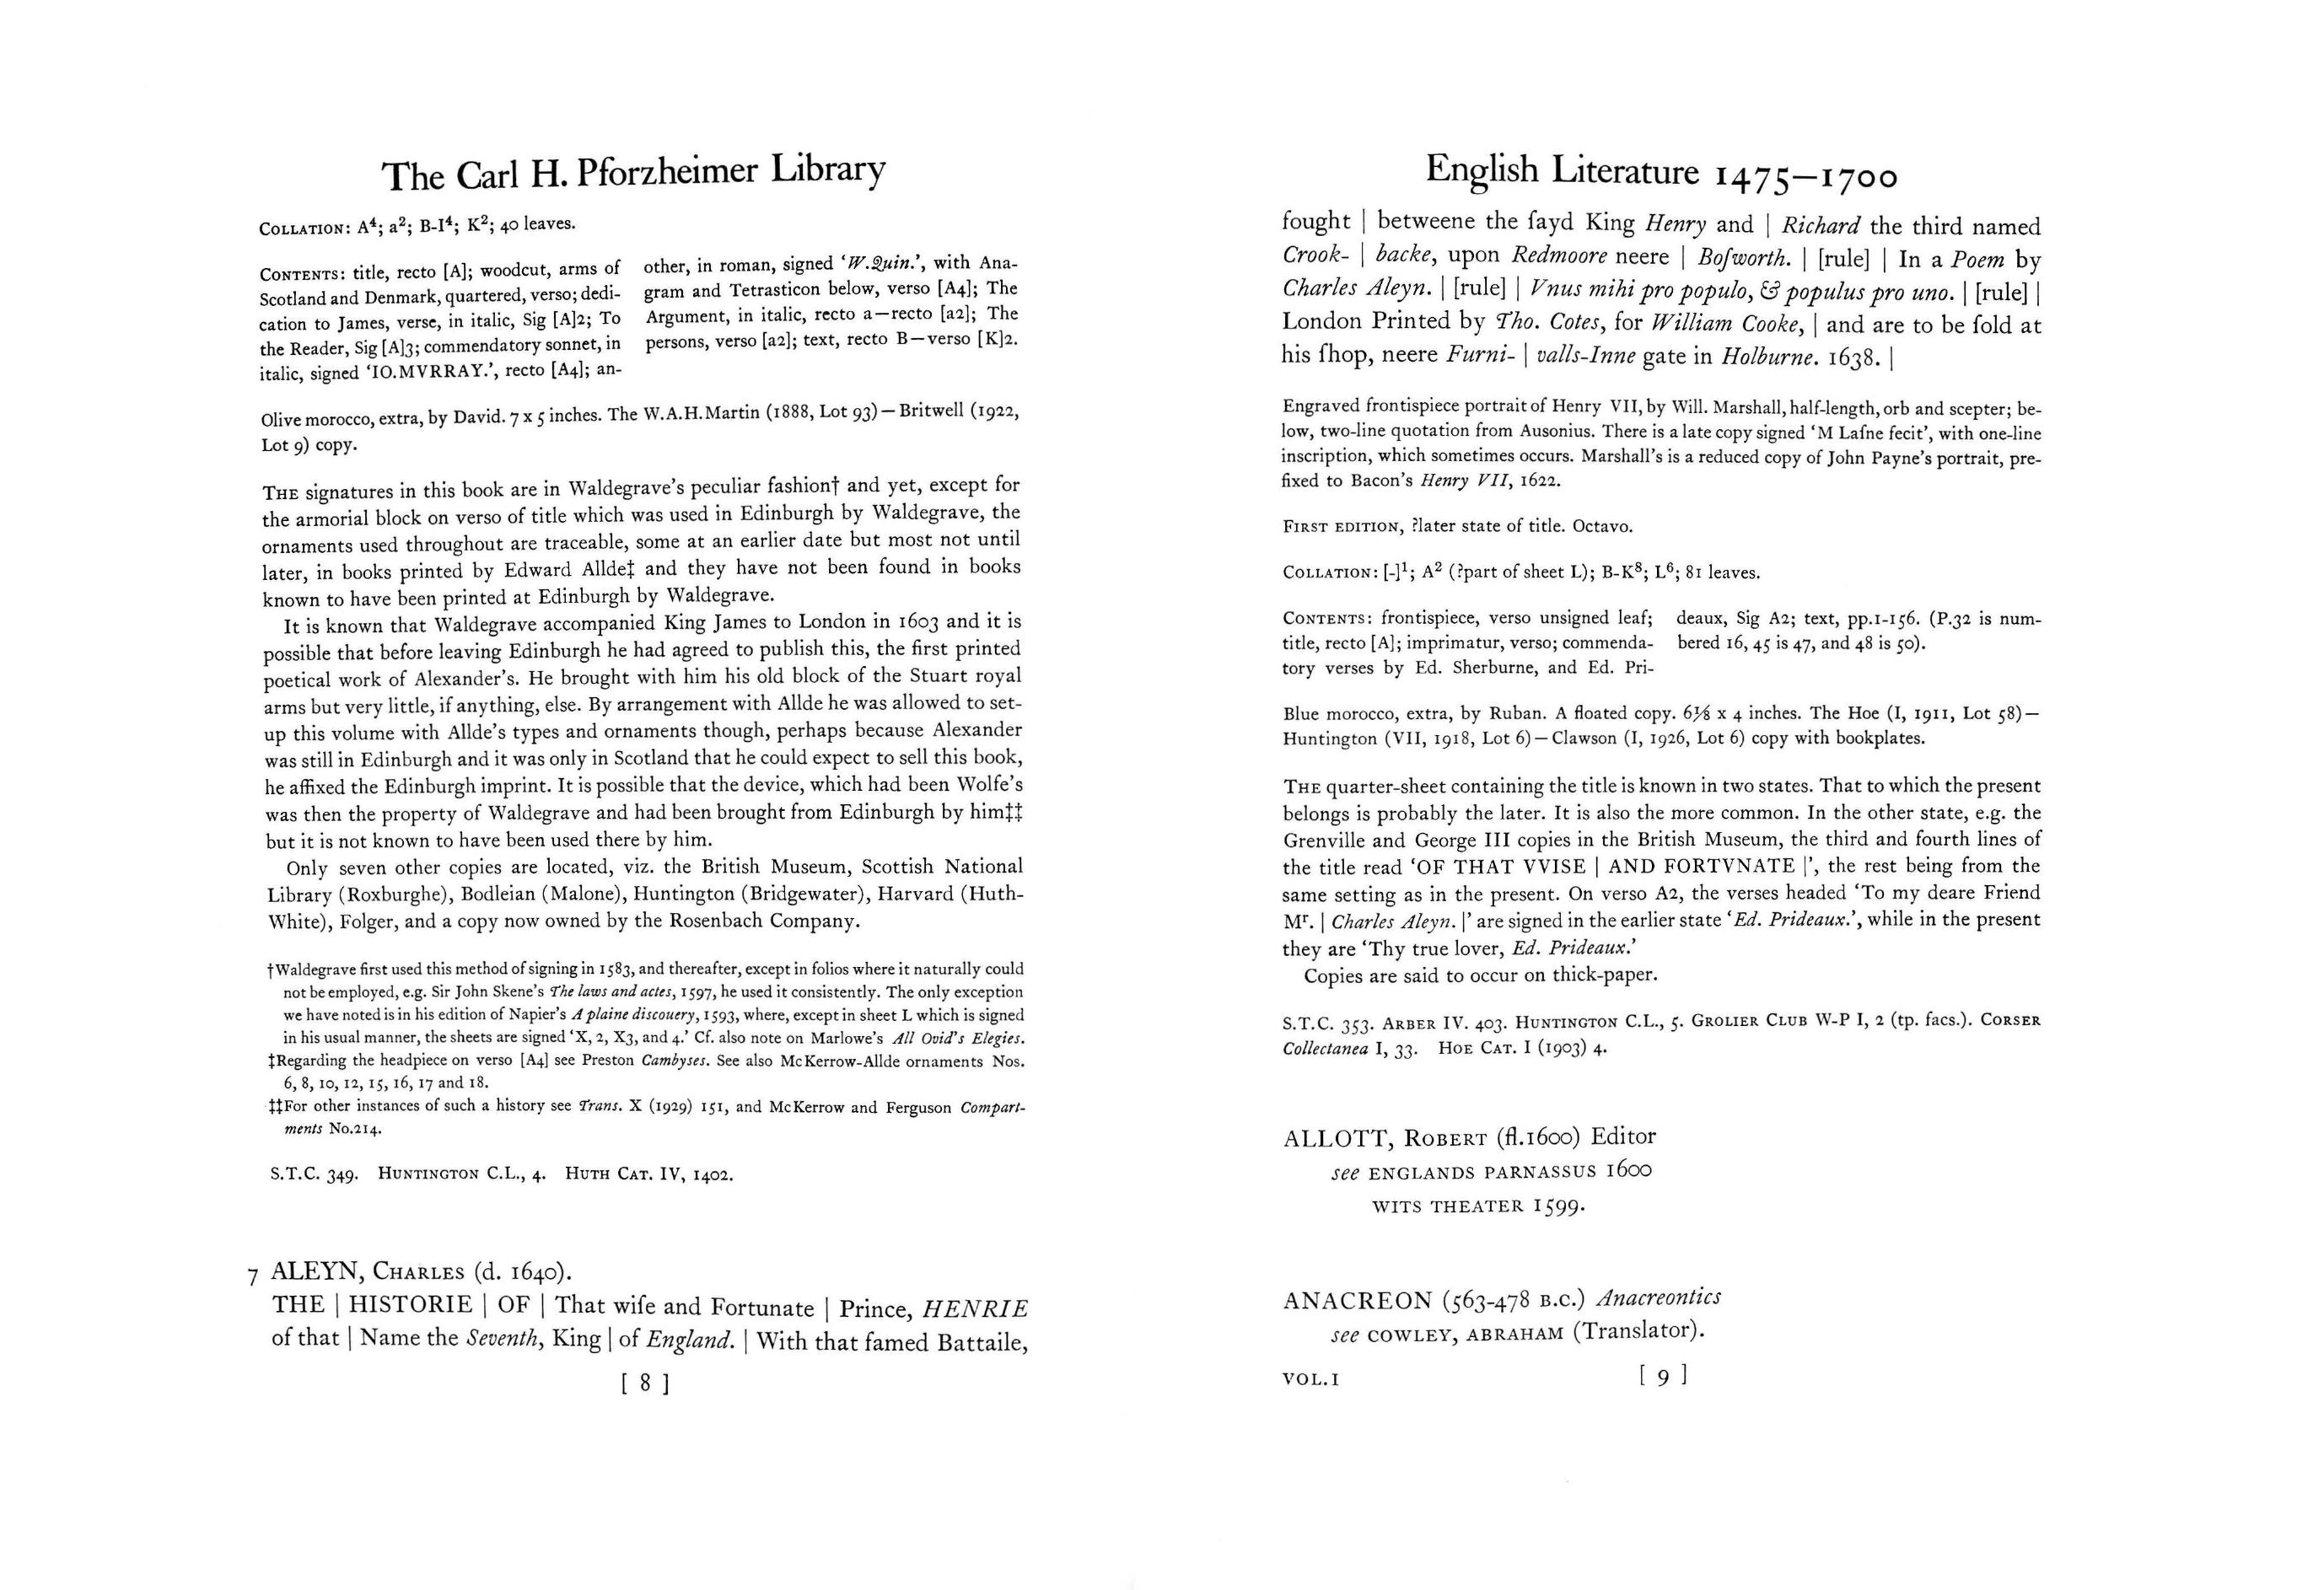 The Carl H. Pforzheimer Library
COLLATION: A⁴; a²; B-I⁴; K²; 40 leaves.
CONTENTS: title, recto [A]; woodcut, arms of
Scotland and Denmark, quartered, verso; dedi-
cation to James, verse, in italic, Sig [A]2; To
the Reader, Sig [A]3; commendatory sonnet, in
italic, signed ‘IO.MVRRAY.’, recto [A4]; an-
other, in roman, signed ‘W.Quin.’, with Ana-
gram and Tetrasticon below, verso [A4]; The
Argument, in italic, recto a—recto [a2]; The
persons, verso [a2]; text, recto B—verso [K]2.
Olive morocco, extra, by David. 7 x 5 inches. The W.A.H.Martin (1888, Lot 93)—Britwell (1922,
Lot 9) copy.
THE signatures in this book are in Waldegrave’s peculiar fashion† and yet, except for
the armorial block on verso of title which was used in Edinburgh by Waldegrave, the
ornaments used throughout are traceable, some at an earlier date but most not until
later, in books printed by Edward Allde‡ and they have not been found in books
known to have been printed at Edinburgh by Waldegrave.
It is known that Waldegrave accompanied King James to London in 1603 and it is
possible that before leaving Edinburgh he had agreed to publish this, the first printed
poetical work of Alexander’s. He brought with him his old block of the Stuart royal
arms but very little, if anything, else. By arrangement with Allde he was allowed to set-
up this volume with Allde’s types and ornaments though, perhaps because Alexander
was still in Edinburgh and it was only in Scotland that he could expect to sell this book,
he affixed the Edinburgh imprint. It is possible that the device, which had been Wolfe’s
was then the property of Waldegrave and had been brought from Edinburgh by him‡‡
but it is not known to have been used there by him.
Only seven other copies are located, viz. the British Museum, Scottish National
Library (Roxburghe), Bodleian (Malone), Huntington (Bridgewater), Harvard (Huth-
White), Folger, and a copy now owned by the Rosenbach Company.
†Waldegrave first used this method of signing in 1583, and thereafter, except in folios where it naturally could
not be employed, e.g. Sir John Skene’s The laws and actes, 1597, he used it consistently. The only exception
we have noted is in his edition of Napier’s A plaine discouery, 1593, where, except in sheet L which is signed
in his usual manner, the sheets are signed ‘X, 2, X3, and 4.’ Cf. also note on Marlowe’s All Ovid’s Elegies.
‡Regarding the headpiece on verso [A4] see Preston Cambyses. See also McKerrow-Allde ornaments Nos.
6, 8, 10, 12, 15, 16, 17 and 18.
‡‡For other instances of such a history see Trans. X (1929) 151, and McKerrow and Ferguson Compart-
ments No.214.
S.T.C. 349. HUNTINGTON C.L., 4. HUTH CAT. IV, 1402.
7 ALEYN, CHARLES (d. 1640).
THE | HISTORIE | OF | That wiſe and Fortunate | Prince, HENRIE
of that | Name the Seventh, King | of England. | With that famed Battaile,
[ 8 ]
English Literature 1475—1700
fought | betweene the ſayd King Henry and | Richard the third named
Crook- | backe, upon Redmoore neere | Boſworth. | [rule] | In a Poem by
Charles Aleyn. | [rule] | Vnus mihi pro populo, & populus pro uno. | [rule] |
London Printed by Tho. Cotes, for William Cooke, | and are to be ſold at
his ſhop, neere Furni- | valls-Inne gate in Holburne. 1638. |
Engraved frontispiece portrait of Henry VII, by Will. Marshall, half-length, orb and scepter; be-
low, two-line quotation from Ausonius. There is a late copy signed ‘M Laſne fecit’, with one-line
inscription, which sometimes occurs. Marshall’s is a reduced copy of John Payne’s portrait, pre-
fixed to Bacon’s Henry VII, 1622.
FIRST EDITION, ?later state of title. Octavo.
COLLATION: [-]¹; A² (?part of sheet L); B-K⁸; L⁶; 81 leaves.
CONTENTS: frontispiece, verso unsigned leaf;
title, recto [A]; imprimatur, verso; commenda-
tory verses by Ed. Sherburne, and Ed. Pri-
deaux, Sig A2; text, pp.1-156. (P.32 is num-
bered 16, 45 is 47, and 48 is 50).
Blue morocco, extra, by Ruban. A floated copy. 6⅛ x 4 inches. The Hoe (I, 1911, Lot 58)—
Huntington (VII, 1918, Lot 6)—Clawson (I, 1926, Lot 6) copy with bookplates.
THE quarter-sheet containing the title is known in two states. That to which the present
belongs is probably the later. It is also the more common. In the other state, e.g. the
Grenville and George III copies in the British Museum, the third and fourth lines of
the title read ‘OF THAT VVISE | AND FORTVNATE |’, the rest being from the
same setting as in the present. On verso A2, the verses headed ‘To my deare Friend
Mʳ. | Charles Aleyn. |’ are signed in the earlier state ‘Ed. Prideaux.’, while in the present
they are ‘Thy true lover, Ed. Prideaux.’
Copies are said to occur on thick-paper.
S.T.C. 353. ARBER IV. 403. HUNTINGTON C.L., 5. GROLIER CLUB W-P I, 2 (tp. facs.). CORSER
Collectanea I, 33. HOE CAT. I (1903) 4.
ALLOTT, ROBERT (fl.1600) Editor
see ENGLANDS PARNASSUS 1600
WITS THEATER 1599.
ANACREON (563-478 B.C.) Anacreontics
see COWLEY, ABRAHAM (Translator).
VOL.I
[ 9 ]